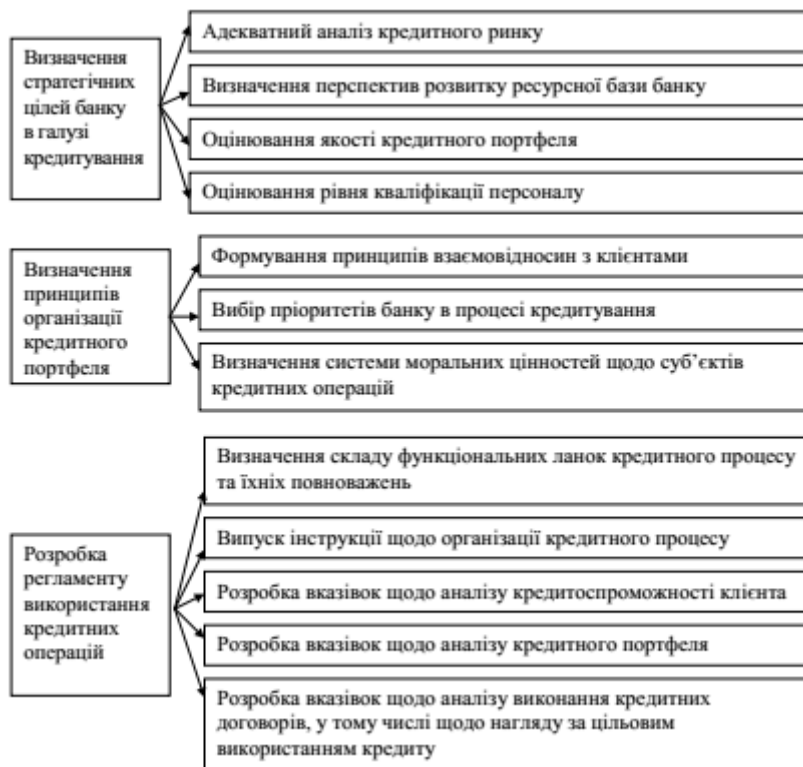 Визначення
стратегічних
цілей банку
в галузі
кредитування
Адекватний аналіз кредитного ринку
Визначення перспектив розвитку ресурсної бази банку
Оцінювання якості кредитного портфеля
Оцінювання рівня кваліфікації персоналу
Визначення
принципів
організації
кредитного
портфеля
Формування принципів взаємовідносин з клієнтами
Вибір пріоритетів банку в процесі кредитування
Визначення системи моральних цінностей щодо суб’єктів
кредитних операцій
Розробка
регламенту
використання
кредитних
операцій
Визначення складу функціональних ланок кредитного процесу
та їхніх повноважень
Випуск інструкції щодо організації кредитного процесу
Розробка вказівок щодо аналізу кредитоспроможності клієнта
Розробка вказівок щодо аналізу кредитного портфеля
Розробка вказівок щодо аналізу виконання кредитних
договорів, у тому числі щодо нагляду за цільовим
використанням кредиту